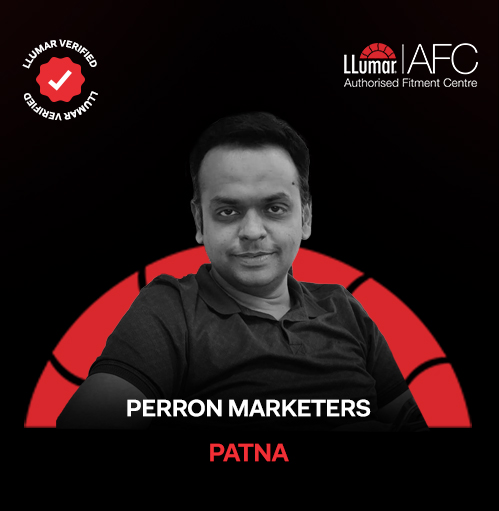 LLUMAR VERIFIED
LLUMAR VERIFIED
LLumar | AFC
Authorised Fitment Centre
PERRON MARKETERS
PATNA